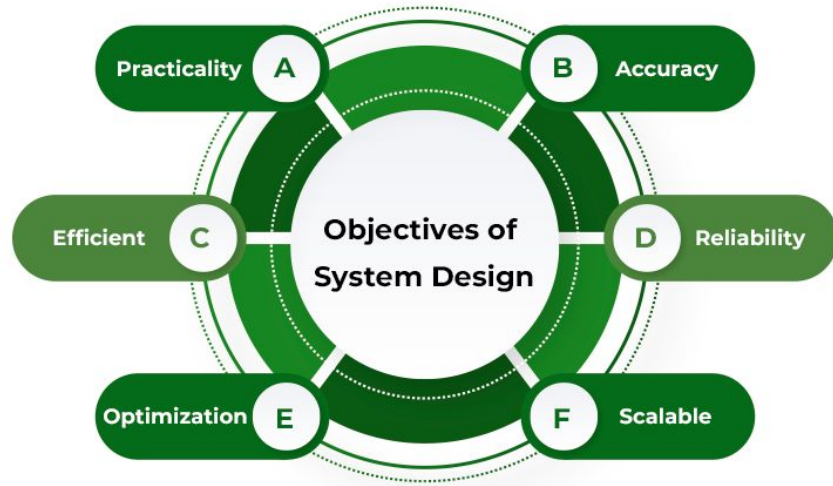 Practicality A
B Accuracy
Efficient C
Objectives of
System Design
D Reliability
Optimization E
F Scalable